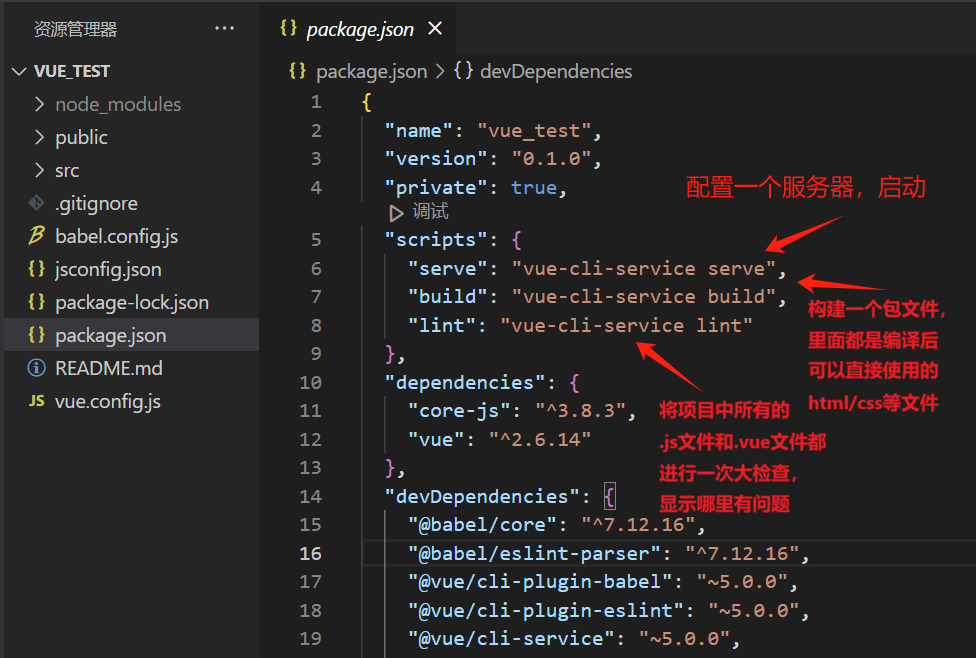 资源管理器 ···
VUE_TEST
node_modules
public
src
.gitignore
babel.config.js
jsconfig.json
package-lock.json
package.json
README.md
JS vue.config.js
{} package.json ×
{} package.json > {} devDependencies
1 {
2 "name": "vue_test",
3 "version": "0.1.0",
4 "private": true,
调试
5 "scripts": {
6 "serve": "vue-cli-service serve",
7 "build": "vue-cli-service build",
8 "lint": "vue-cli-service lint"
9 },
10 "dependencies": {
11 "core-js": "^3.8.3",
12 "vue": "^2.6.14"
13 },
14 "devDependencies": {
15 "@babel/core": "^7.12.16",
16 "@babel/eslint-parser": "^7.12.16",
17 "@vue/cli-plugin-babel": "~5.0.0",
18 "@vue/cli-plugin-eslint": "~5.0.0",
19 "@vue/cli-service": "~5.0.0",
配置一个服务器，启动
构建一个包文件，
里面都是编译后
可以直接使用的
html/css等文件
将项目中所有的
.js文件和.vue文件都
进行一次大检查，
显示哪里有问题